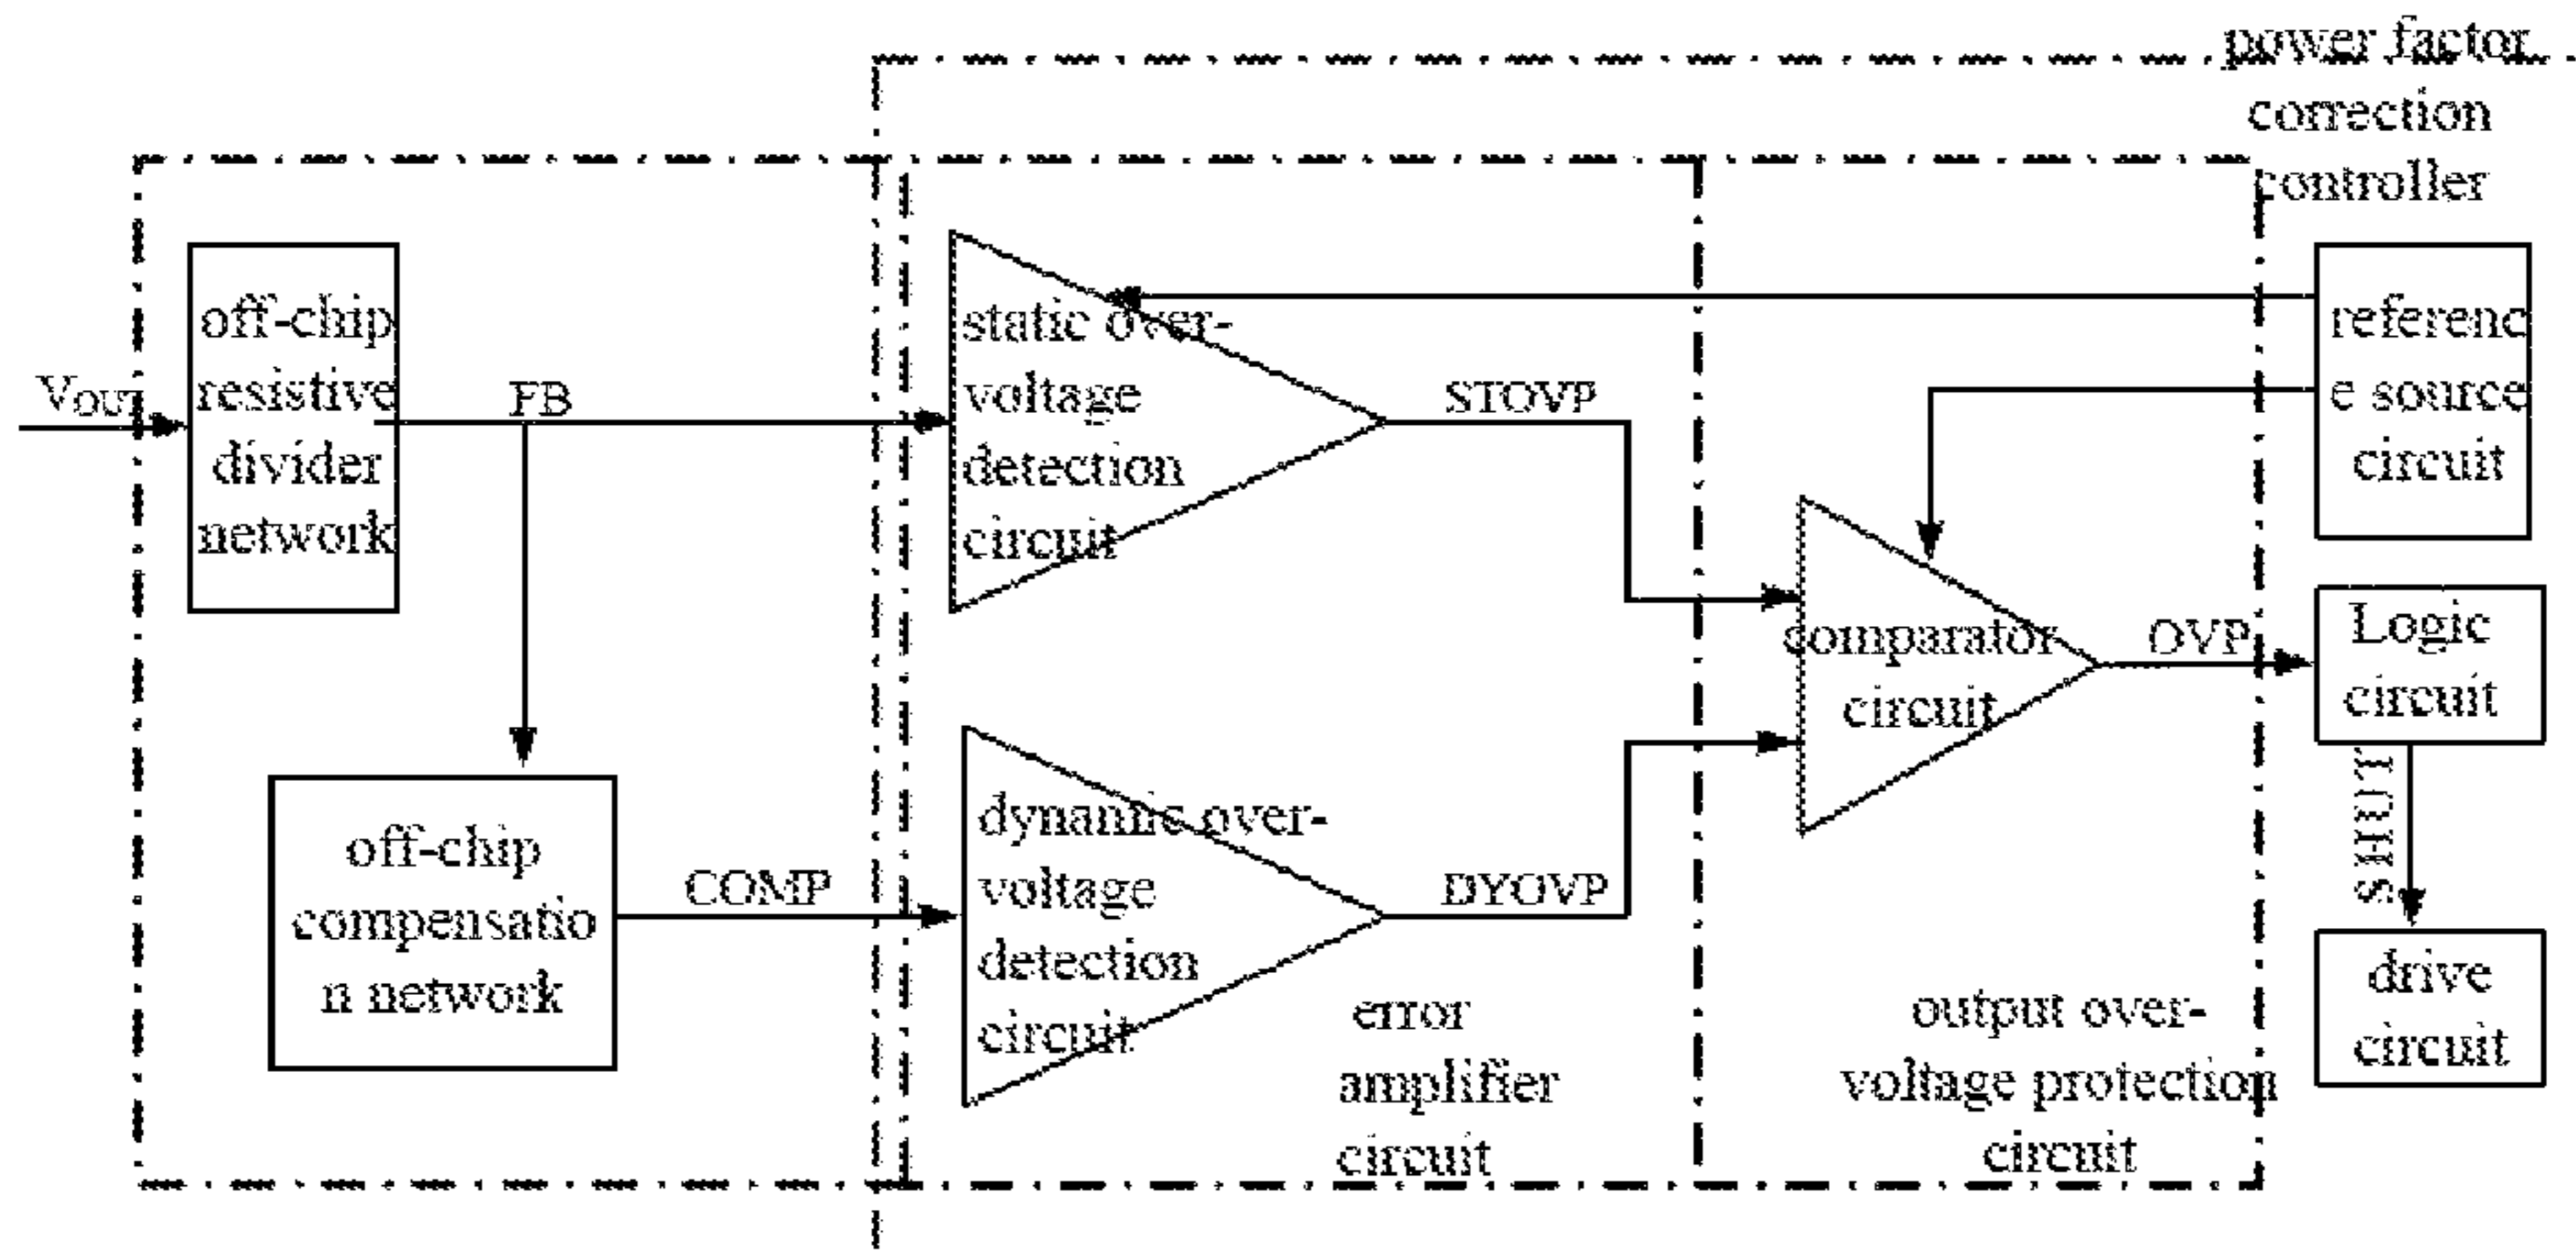 power factor
correction
controller
off-chip
resistive
divider
network
VOUT
FB
static over-
voltage
detection
circuit
STOVP
referenc
e source
circuit
comparator
circuit
OVP
Logic
circuit
SHUT
off-chip
compensatio
n network
COMP
dynamic over-
voltage
detection
circuit
DYOVP
error
amplifier
circuit
output over-
voltage protection
circuit
drive
circuit